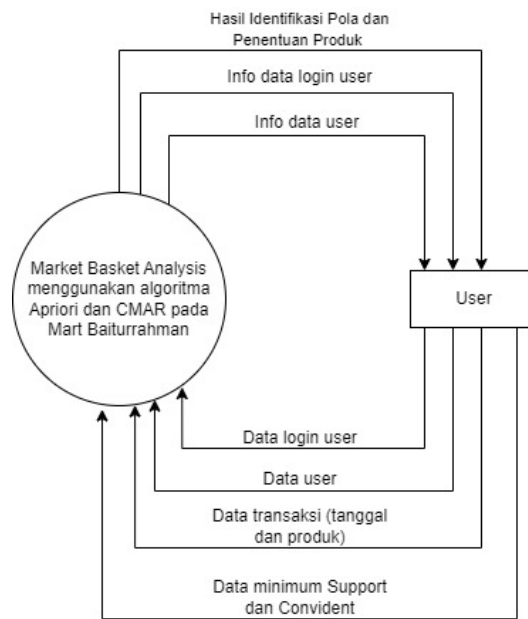 Hasil Identifikasi Pola dan
Penentuan Produk
Info data login user
Info data user
Market Basket Analysis
menggunakan algoritma
Apriori dan CMAR pada
Mart Baiturrahman
User
Data login user
Data user
Data transaksi (tanggal
dan produk)
Data minimum Support
dan Convident